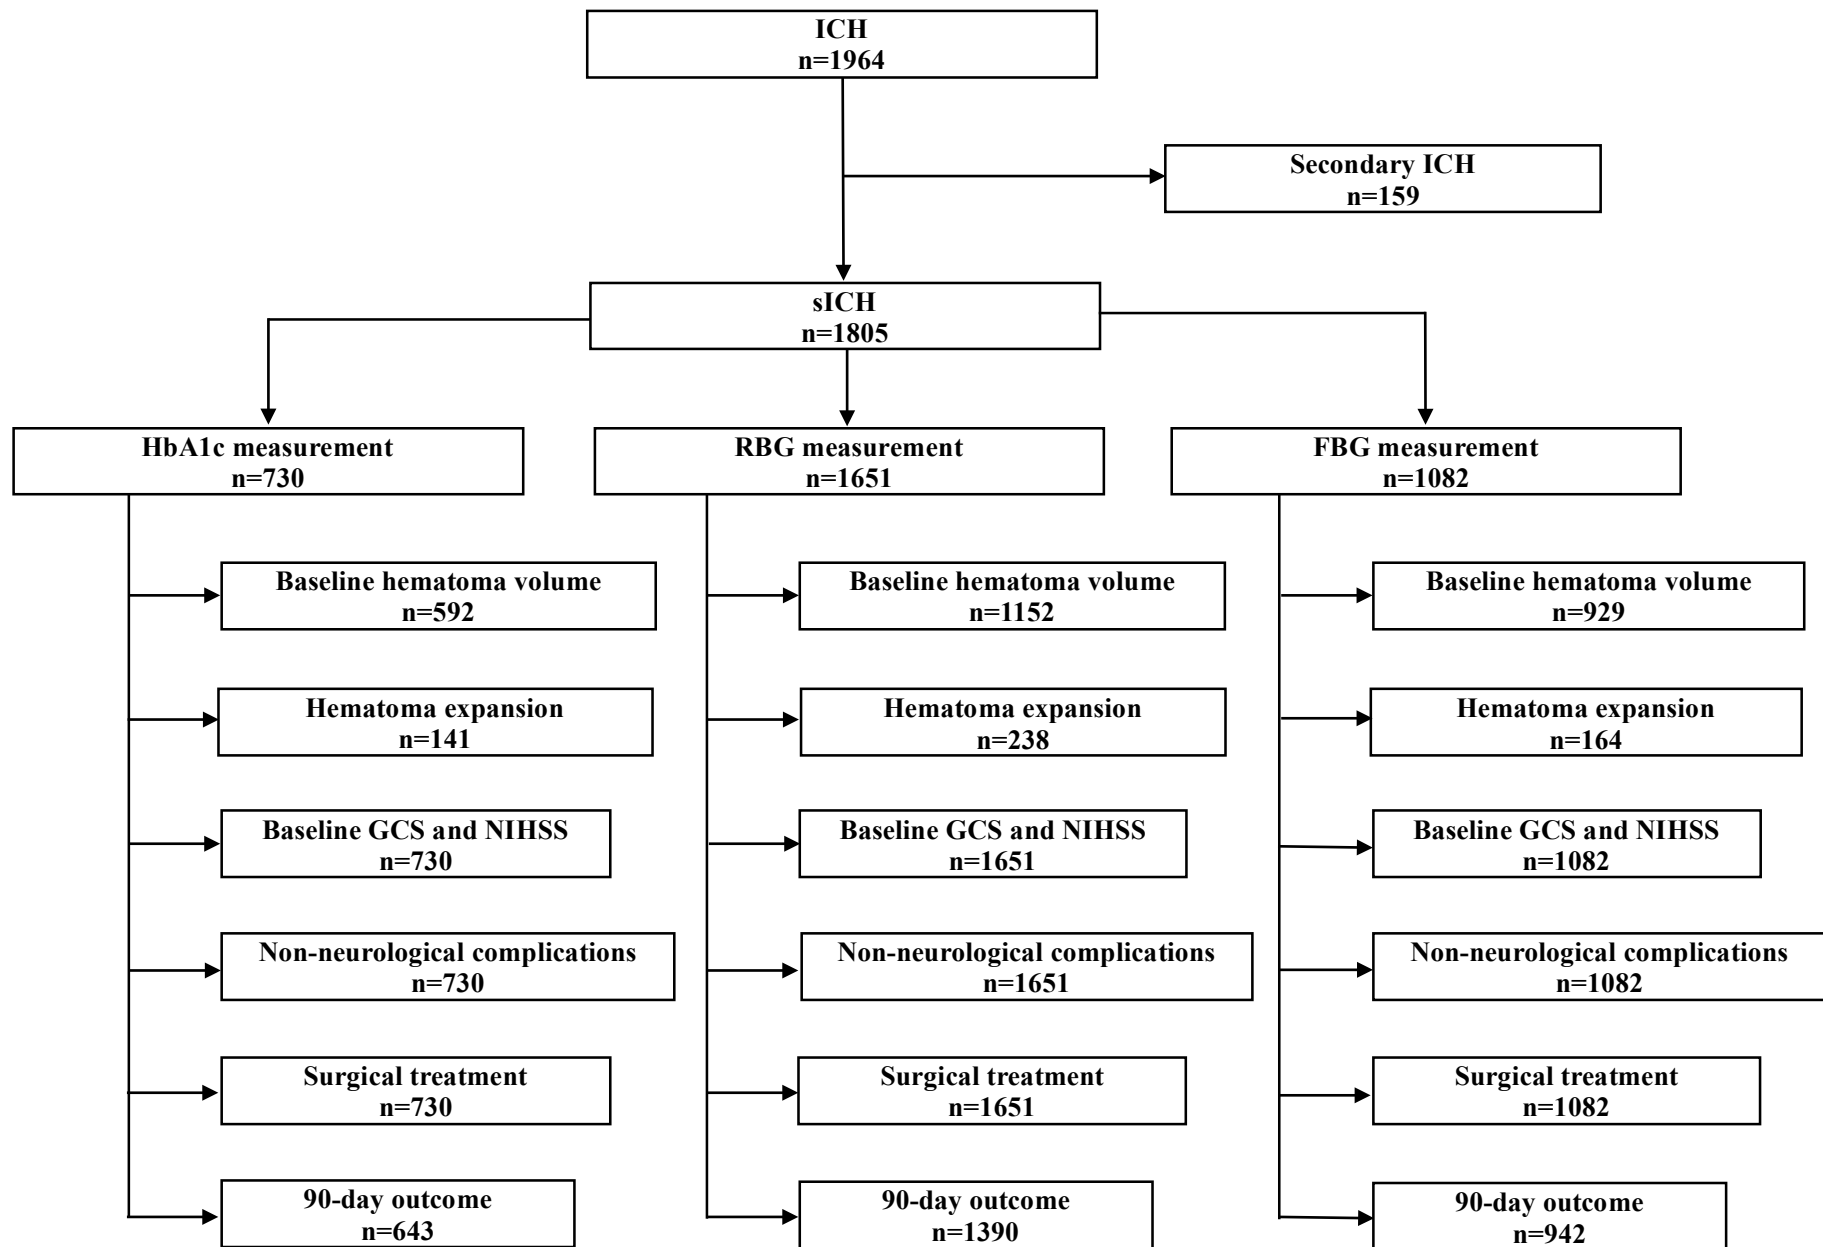 ICH
n=1964
Secondary ICH
n=159
sICH
n=1805
HbA1c measurement
n=730
RBG measurement
n=1651
FBG measurement
n=1082
Baseline hematoma volume
n=592
Baseline hematoma volume
n=1152
Baseline hematoma volume
n=929
Hematoma expansion
n=141
Hematoma expansion
n=238
Hematoma expansion
n=164
Baseline GCS and NIHSS
n=730
Baseline GCS and NIHSS
n=1651
Baseline GCS and NIHSS
n=1082
Non-neurological complications
n=730
Non-neurological complications
n=1651
Non-neurological complications
n=1082
Surgical treatment
n=730
Surgical treatment
n=1651
Surgical treatment
n=1082
90-day outcome
n=643
90-day outcome
n=1390
90-day outcome
n=942